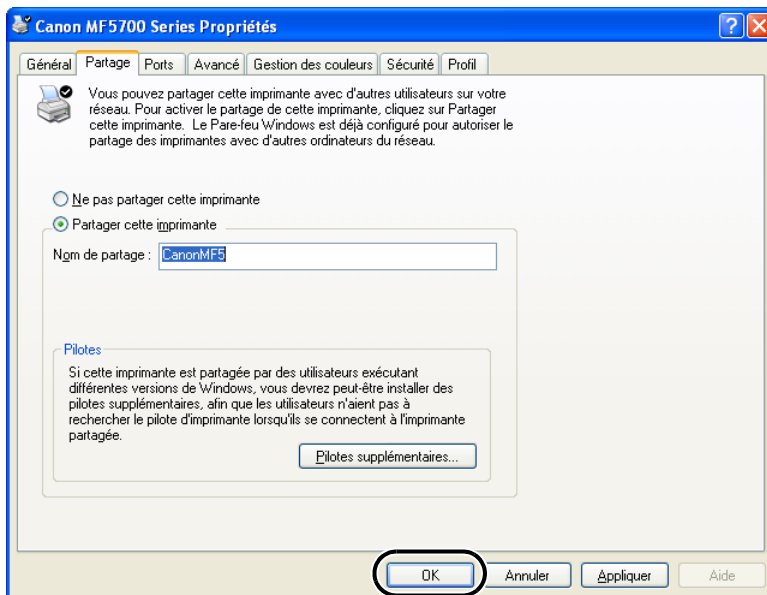 Canon MF5700 Series Propriétés
Général Partage Ports Avancé Gestion des couleurs Sécurité Profil
Vous pouvez partager cette imprimante avec d'autres utilisateurs sur votre
réseau. Pour activer le partage de cette imprimante, cliquez sur Partager
cette imprimante. Le Pare-feu Windows est déjà configuré pour autoriser le
partage des imprimantes avec d'autres ordinateurs du réseau.
Ne pas partager cette imprimante
Partager cette imprimante
Nom de partage : CanonMF5
Pilotes
Si cette imprimante est partagée par des utilisateurs exécutant
différentes versions de Windows, vous devrez peut-être installer des
pilotes supplémentaires, afin que les utilisateurs n'aient pas à
rechercher le pilote d'imprimante lorsqu'ils se connectent à l'imprimante
partagée.
Pilotes supplémentaires...
OK Annuler Appliquer Aide